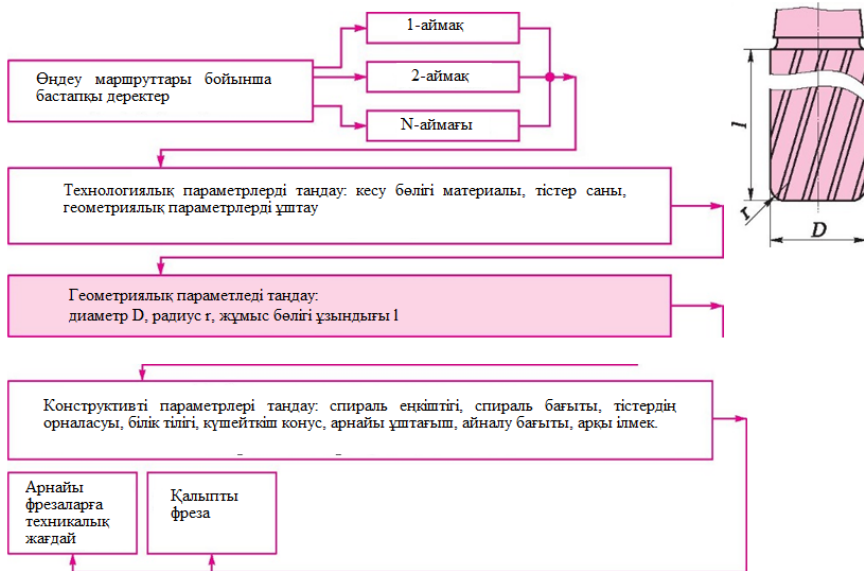 1-аймақ
Өңдеу маршруттары бойынша
бастапқы деректер
2-аймақ
N-аймағы
Технологиялық параметрлерді таңдау: кесу бөлігі материалы, тістер саны,
геометриялық параметрлерді ұштау
Геометриялық параметледі таңдау:
диаметр D, радиус r, жұмыс бөлігі ұзындығы l
Конструктивті параметрлері таңдау: спираль еңкіштігі, спираль бағыты, тістердің
орналасуы, білік тілігі, күшейткіш конус, арнайы ұштағыш, айналу бағыты, арқы ілмек.
Арнайы
фрезаларға
техникалық
жағдай
Қалыпты
фреза
l
r
D